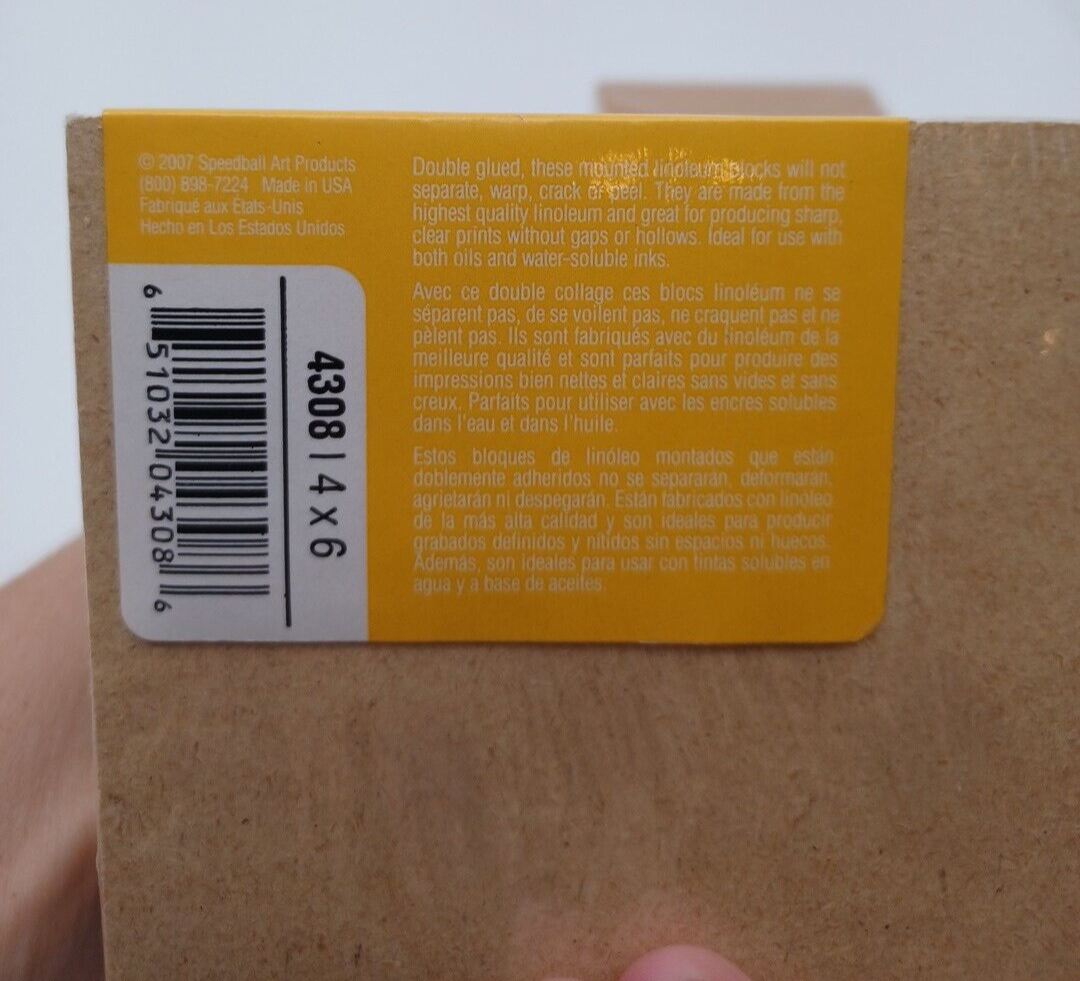 © 2007 Speedball Art Products
(800) 898-7224 Made in USA
Fabriqué aux États-Unis
Hecho en Los Estados Unidos
6 51032 04308 6
4308 | 4 x 6
Double glued, these mounted linoleum blocks will not
separate, warp, crack or peel. They are made from the
highest quality linoleum and great for producing sharp,
clear prints without gaps or hollows. Ideal for use with
both oils and water-soluble inks.
Avec ce double collage ces blocs linoléum ne se
séparent pas, de se voilent pas, ne craquent pas et ne
pèlent pas. Ils sont fabriqués avec du linoléum de la
meilleure qualité et sont parfaits pour produire des
impressions bien nettes et claires sans vides et sans
creux. Parfaits pour utiliser avec les encres solubles
dans l'eau et dans l'huile.
Estos bloques de linóleo montados que están
doblemente adheridos no se separarán, deformarán,
agrietarán ni despegarán. Están fabricados con linóleo
de la más alta calidad y son ideales para producir
grabados definidos y nítidos sin espacios ni huecos.
Además, son ideales para usar con tintas solubles en
agua y a base de aceites.